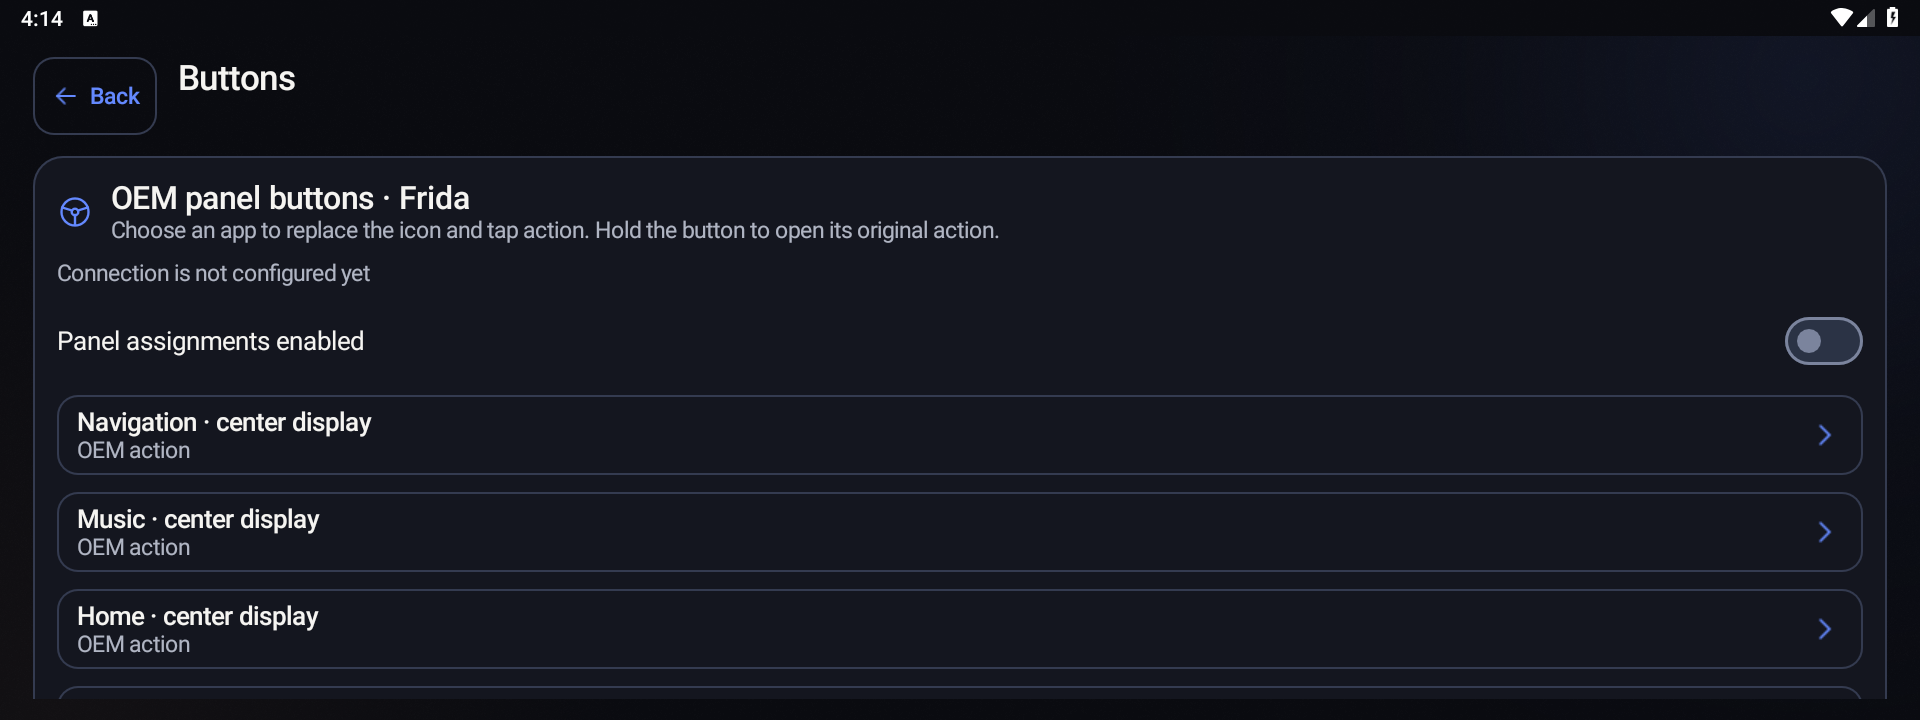 4:14
Back
Buttons
OEM panel buttons · Frida
Choose an app to replace the icon and tap action. Hold the button to open its original action.
Connection is not configured yet
Panel assignments enabled
Navigation · center display
OEM action
Music · center display
OEM action
Home · center display
OEM action